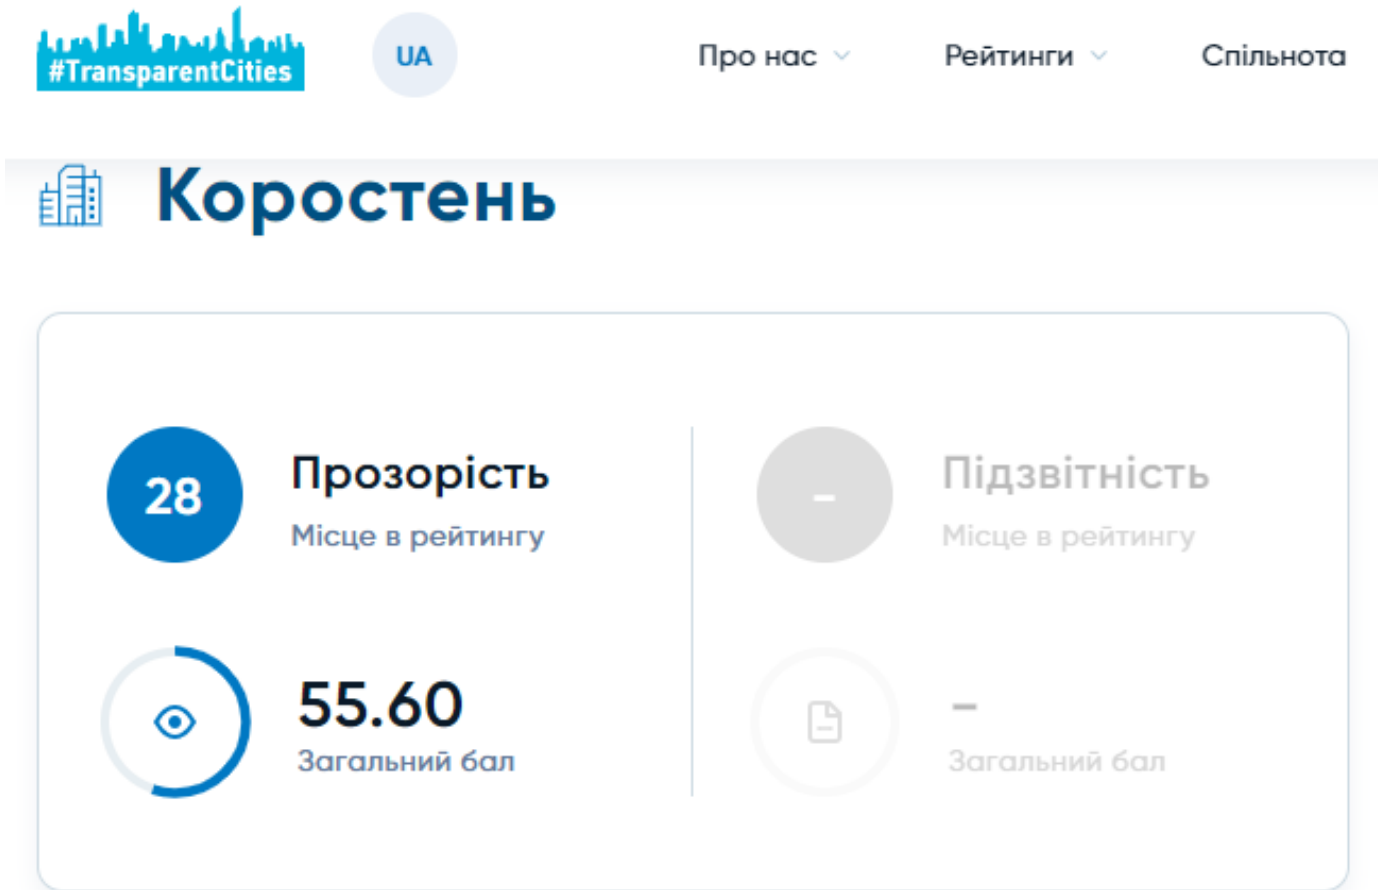 #TransparentCities
UA
Про нас
Рейтинги
Спільнота
Коростень
28
Прозорість
Місце в рейтингу
55.60
Загальний бал
-
Підзвітність
Місце в рейтингу
-
Загальний бал